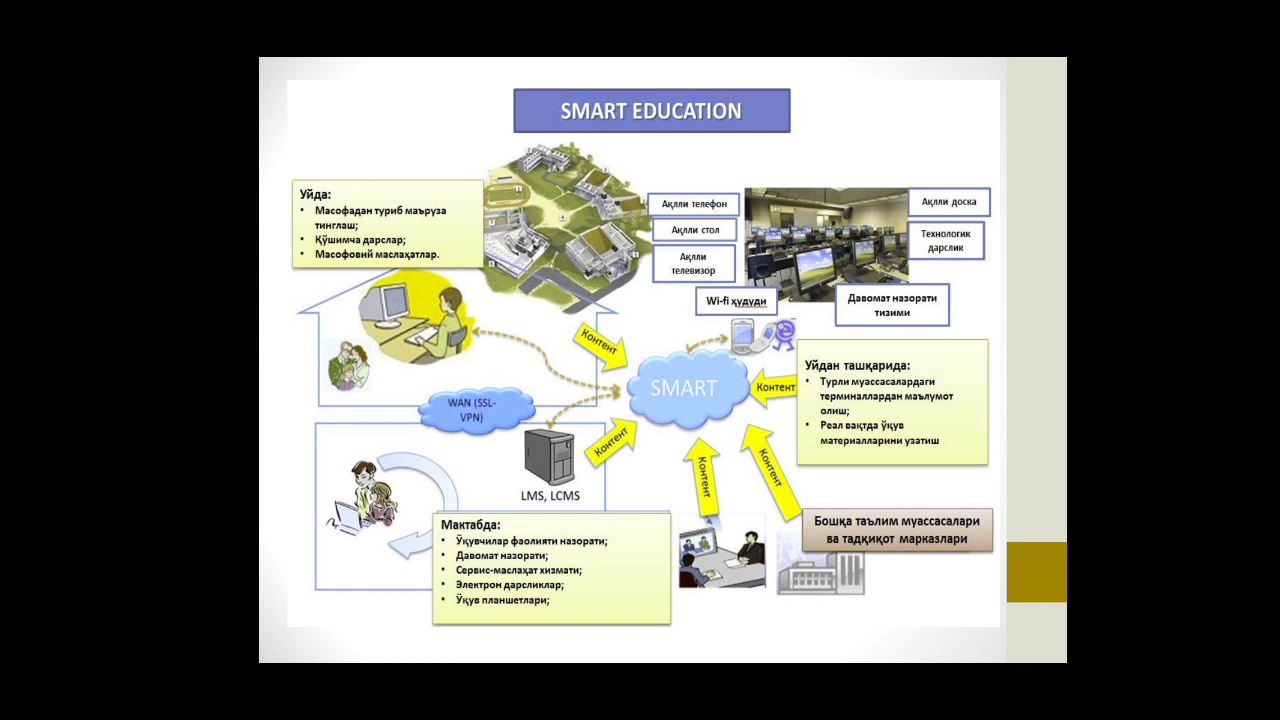 SMART EDUCATION
Уйда:
• Масофадан туриб маъруза
тинглаш;
• Қўшимча дарслар;
• Масофовий маслаҳатлар.
Ақлли телефон
Ақлли стол
Ақлли
телевизор
Wi-fi ҳудуди
Ақлли доска
Технологик
дарслик
Давомат назорати
тизими
Контент
SMART
Контент
Уйдан ташқарида:
• Турли муассасалардаги
терминаллардан маълумот
олиш;
• Реал вақтда ўқув
материалларини узатиш
WAN (SSL-
VPN)
Контент
LMS, LCMS
Контент
Контент
Мактабда:
• Ўқувчилар фаолияти назорати;
• Давомат назорати;
• Сервис-маслаҳат хизмати;
• Электрон дарсликлар;
• Ўқув планшетлари;
Бошқа таълим муассасалари
ва тадқиқот марказлари